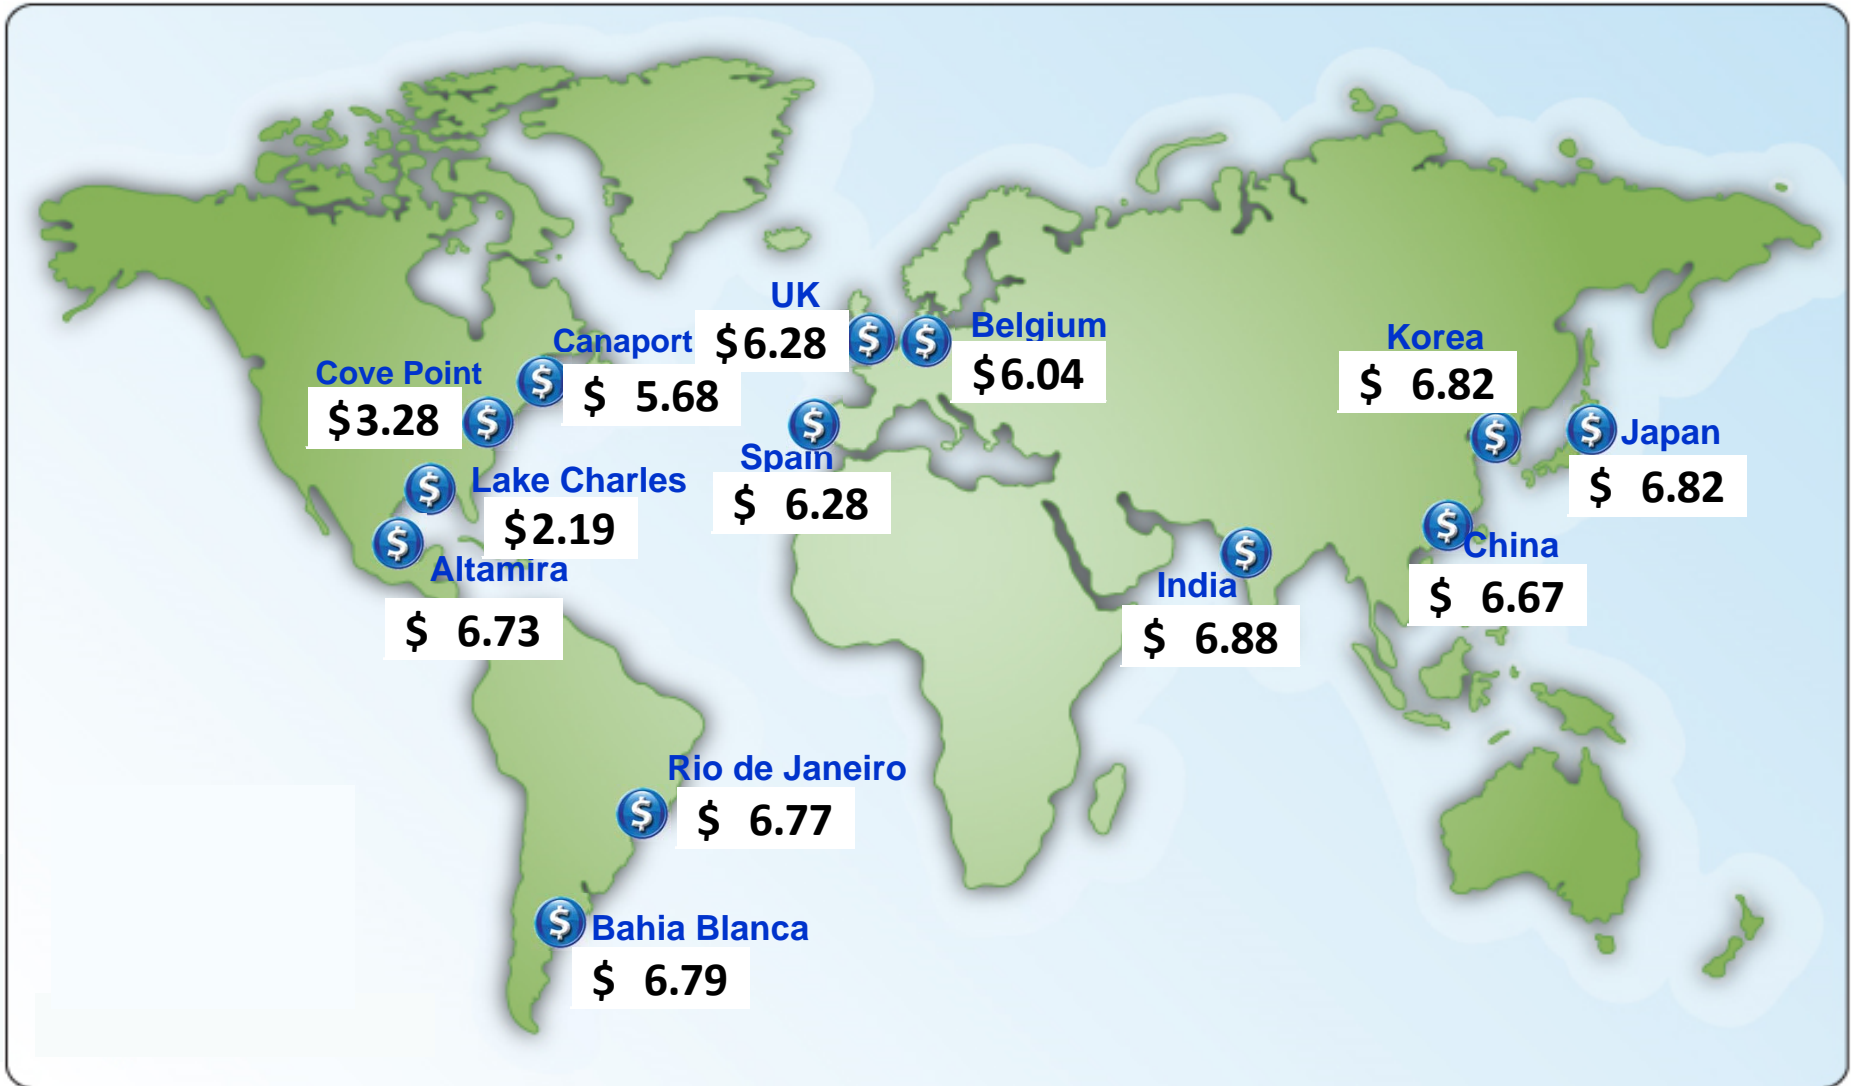 UK
$6.28
Belgium
$6.04
Canaport
$ 5.68
Korea
$ 6.82
Cove Point
$3.28
Japan
$ 6.82
Spain
$ 6.28
Lake Charles
$2.19
China
$ 6.67
Altamira
$ 6.73
India
$ 6.88
Rio de Janeiro
$ 6.77
Bahia Blanca
$ 6.79